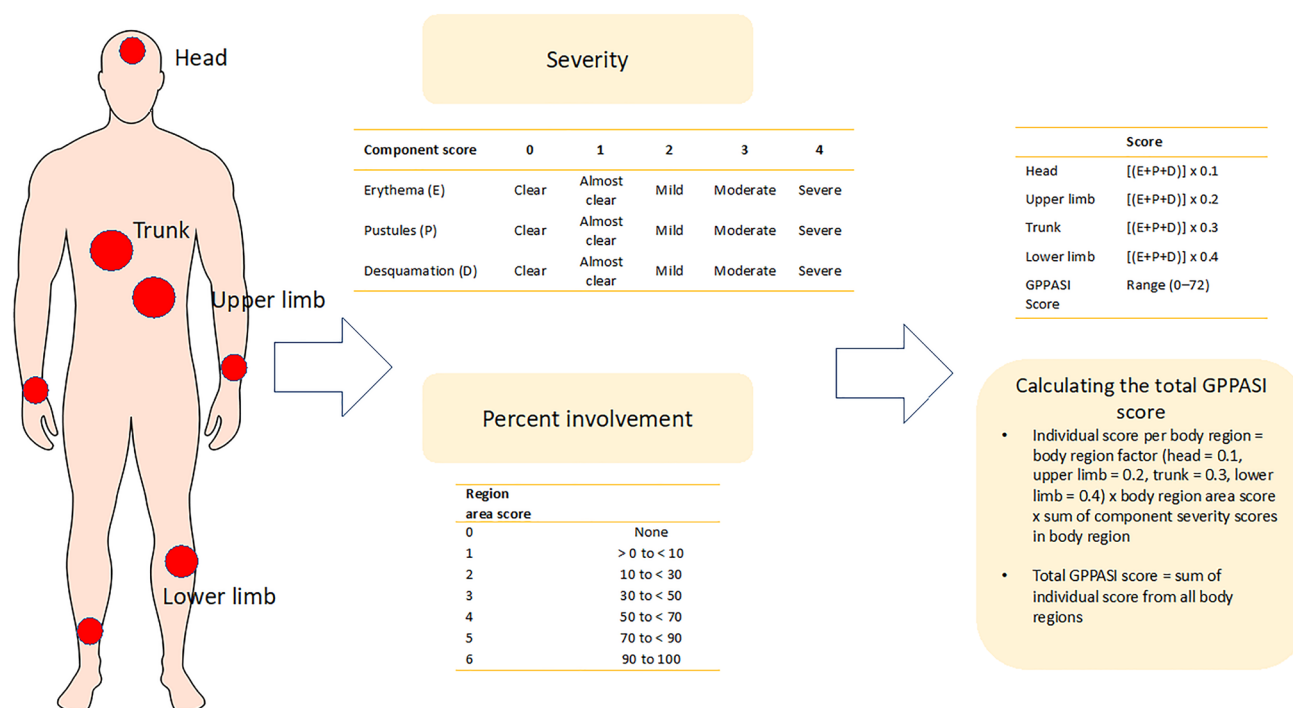 Head
Trunk
Upper limb
Lower limb
Severity
Component score 0 1 2 3 4
Erythema (E) Clear Almost clear Mild Moderate Severe
Pustules (P) Clear Almost clear Mild Moderate Severe
Desquamation (D) Clear Almost clear Mild Moderate Severe
Percent involvement
Region
area score
0 None
1 > 0 to < 10
2 10 to < 30
3 30 to < 50
4 50 to < 70
5 70 to < 90
6 90 to 100
Score
Head [(E+P+D)] x 0.1
Upper limb [(E+P+D)] x 0.2
Trunk [(E+P+D)] x 0.3
Lower limb [(E+P+D)] x 0.4
GPPASI Range (0–72)
Score
Calculating the total GPPASI
score
• Individual score per body region =
body region factor (head = 0.1,
upper limb = 0.2, trunk = 0.3, lower
limb = 0.4) x body region area score
x sum of component severity scores
in body region
• Total GPPASI score = sum of
individual score from all body
regions